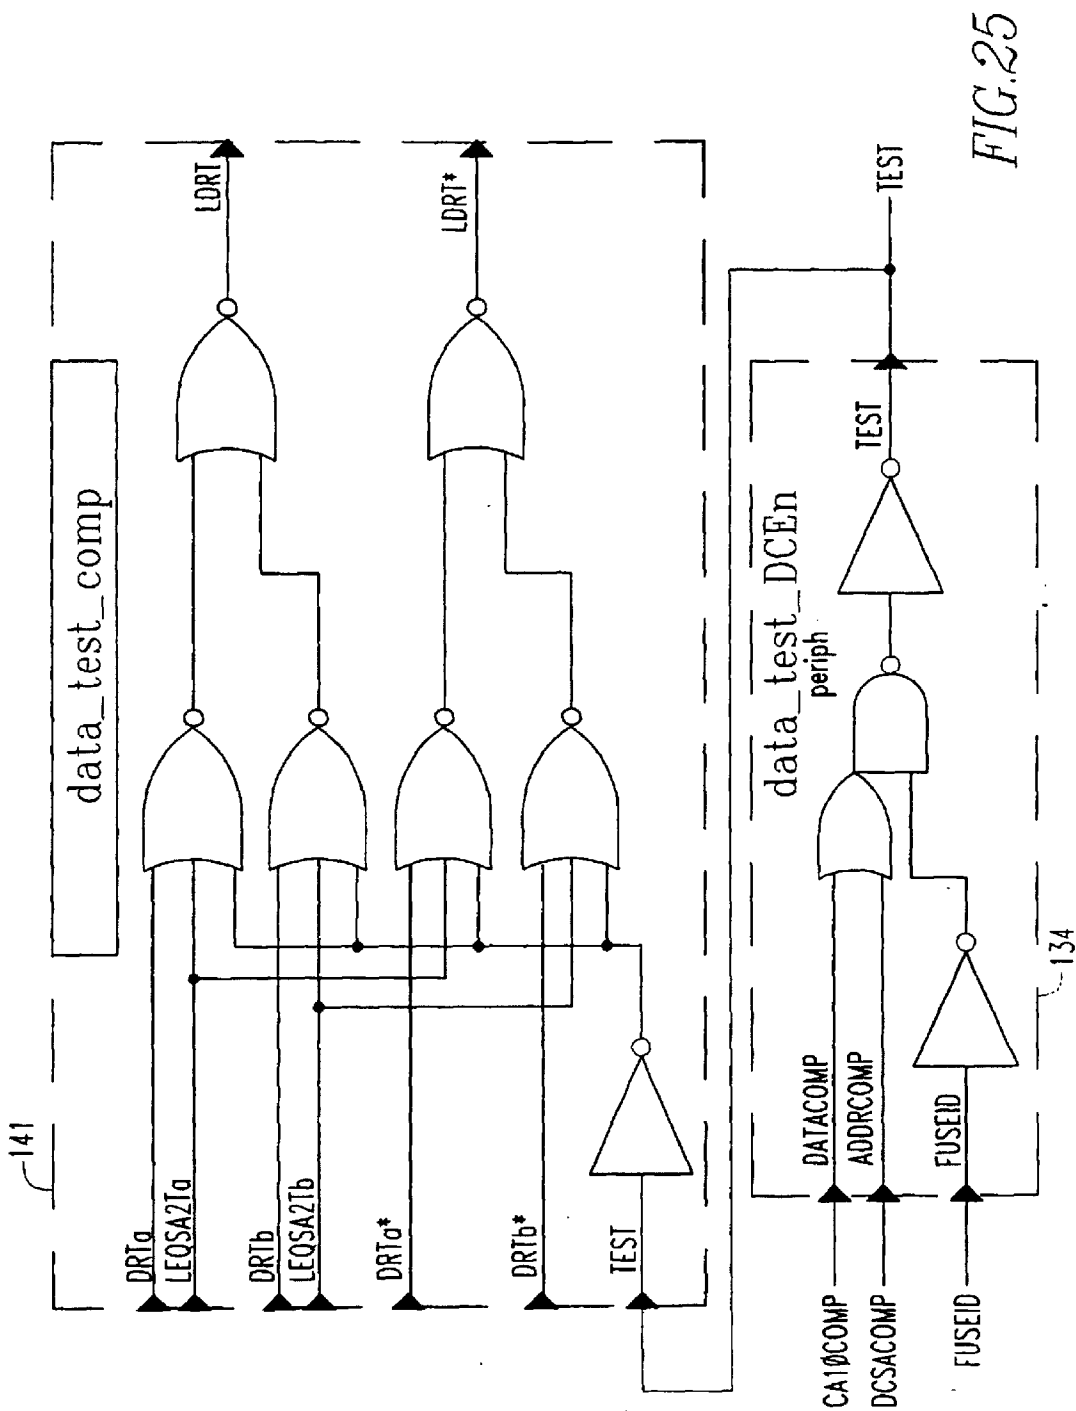 141
data_test_comp
DRTa
LEQSA2Ta
DRTb
LEQSA2Tb
DRTa*
DRTb*
TEST
LDRT
LDRT*
data_test_DCEn
periph
CA1ØCOMP
DATACOMP
DCSACOMP
ADDRCOMP
FUSEID
FUSEID
TEST
TEST
134
FIG.25